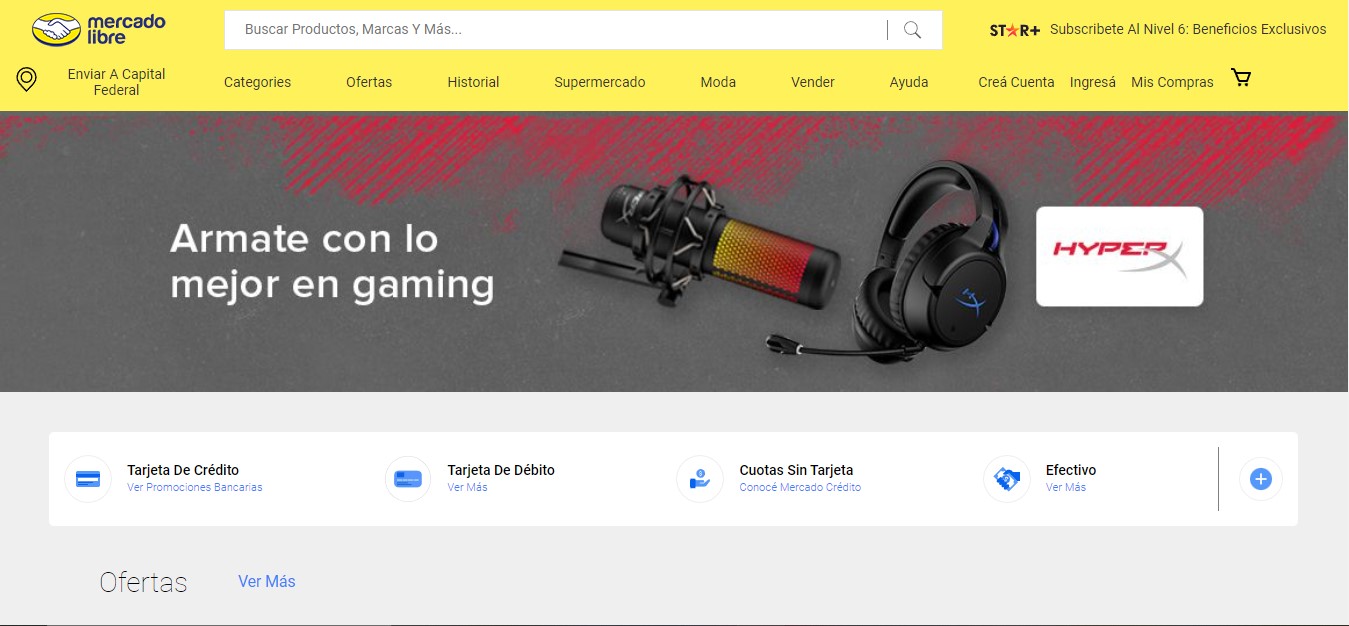 mercado
libre
Buscar Productos, Marcas Y Más...
ST★R+ Subscribete Al Nivel 6: Beneficios Exclusivos
Enviar A Capital
Federal
Categories Ofertas Historial Supermercado Moda Vender Ayuda Creá Cuenta Ingresá Mis Compras
Armate con lo
mejor en gaming
HYPERX
Tarjeta De Crédito
Ver Promociones Bancarias
Tarjeta De Débito
Ver Más
Cuotas Sin Tarjeta
Conocé Mercado Crédito
Efectivo
Ver Más
Ofertas Ver Más